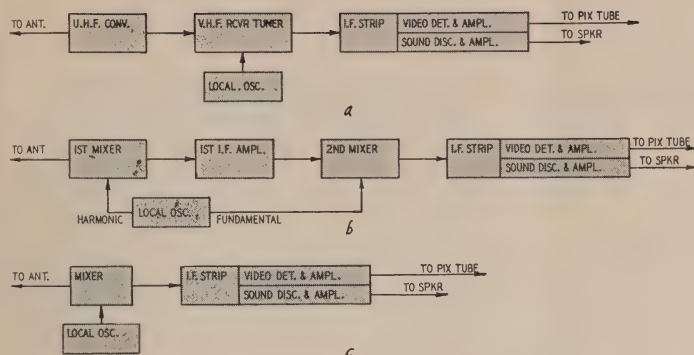 TO ANT.
U.H.F. CONV.
V.H.F. RCVR TUNER
I.F. STRIP
VIDEO DET. & AMPL.
SOUND DISC. & AMPL.
TO PIX TUBE
TO SPKR
LOCAL. OSC.
a
TO ANT
IST MIXER
IST I.F. AMPL.
2ND MIXER
I.F. STRIP
VIDEO DET. & AMPL.
SOUND DISC. & AMPL.
TO PIX TUBE
TO SPKR
HARMONIC
LOCAL OSC.
FUNDAMENTAL
b
TO ANT.
MIXER
I.F. STRIP
VIDEO DET. & AMPL.
SOUND DISC. & AMPL.
TO PIX TUBE
TO SPKR
LOCAL OSC.
c